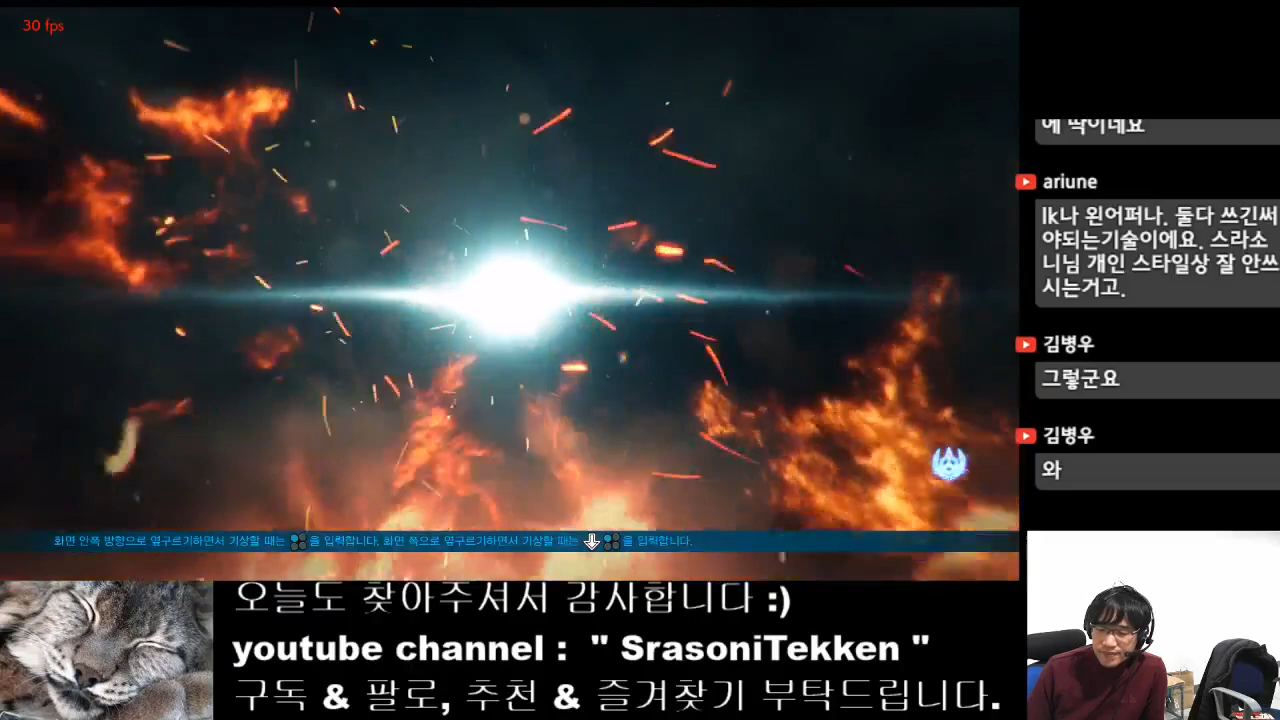 30 fps
에 딱이네요
ariune
lk나 왼어퍼나. 둘다 쓰긴써
야되는기술이에요. 스라소
니님 개인 스타일상 잘 안쓰
시는거고.
김병우
그렇군요
김병우
와
화면 안쪽 방향으로 옆구르기하면서 기상할 때는 을 입력합니다. 화면 쪽으로 옆구르기하면서 기상할 때는 을 입력합니다.
오늘도 찾아주셔서 감사합니다 :)
youtube channel : " SrasoniTekken "
구독 & 팔로, 추천 & 즐겨찾기 부탁드립니다.